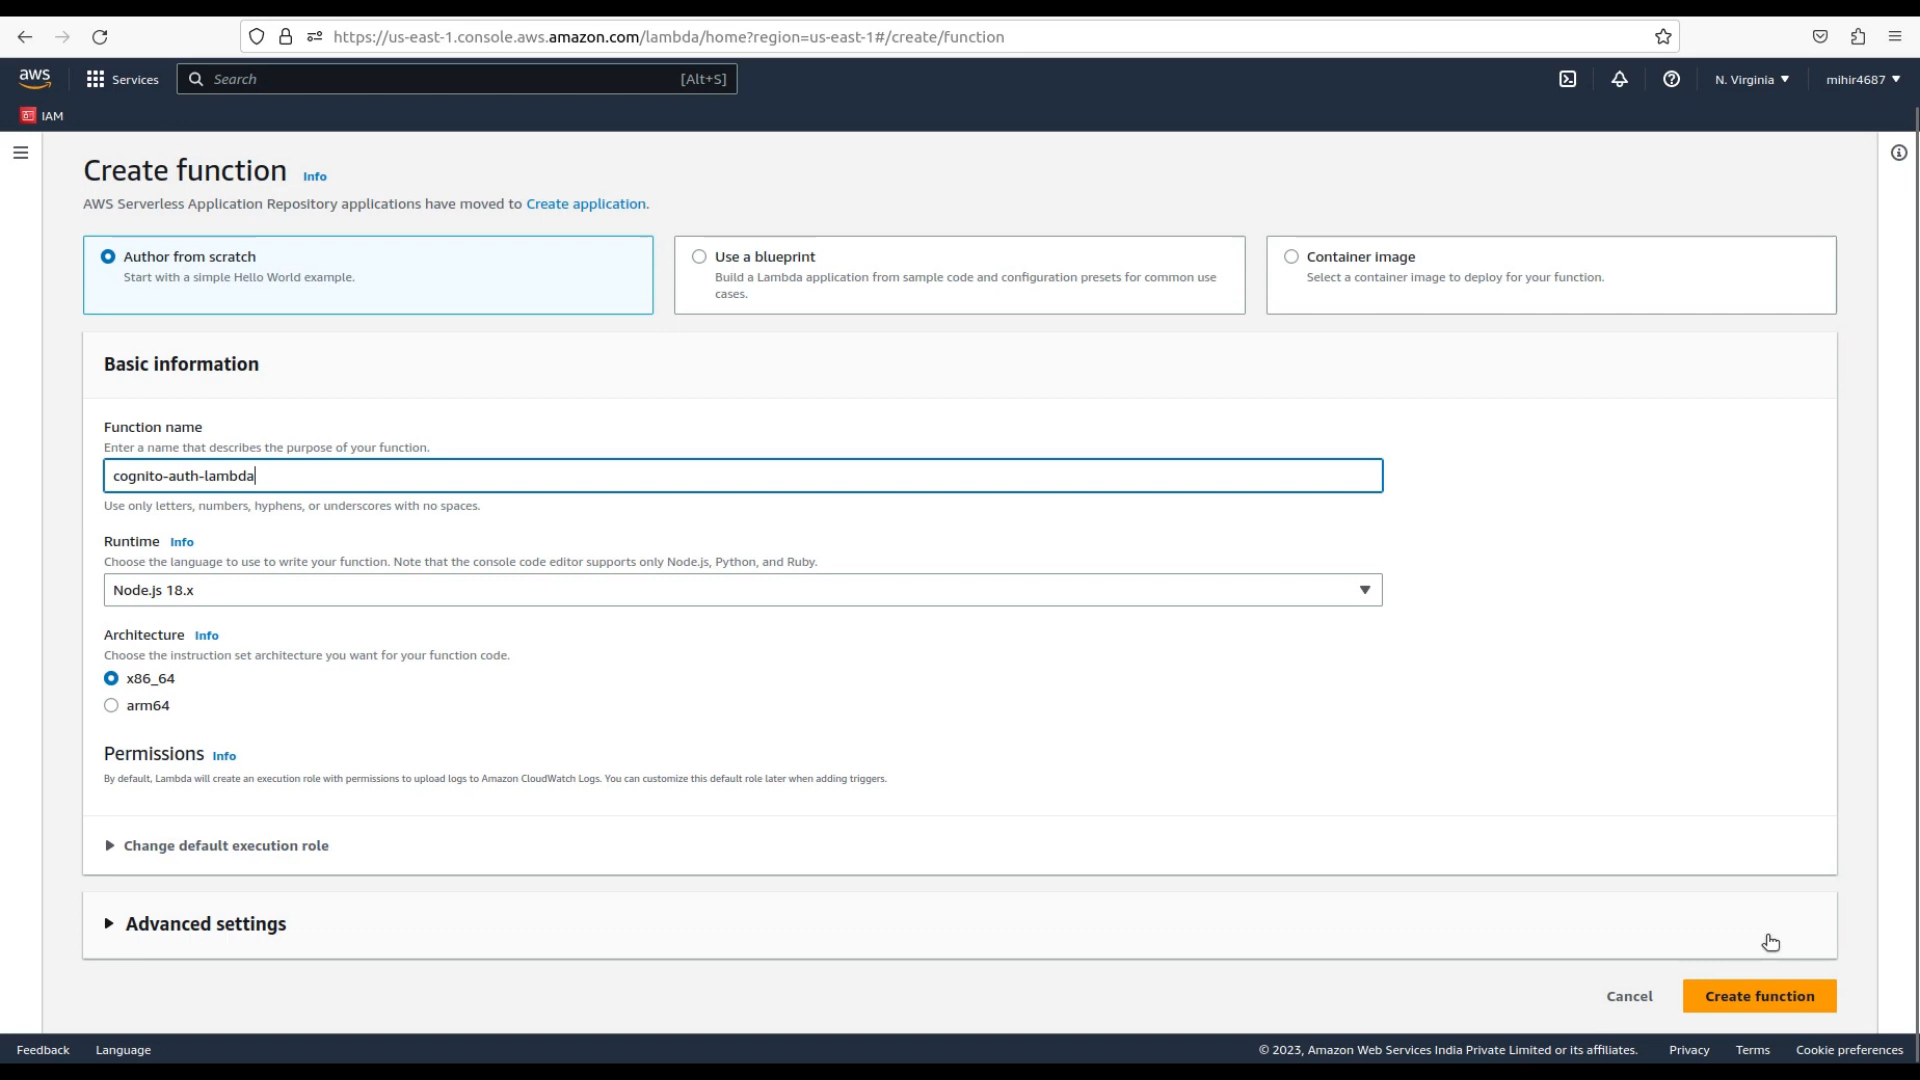 https://us-east-1.console.aws.amazon.com/lambda/home?region=us-east-1#/create/function
aws Services Search [Alt+S] N. Virginia ▼ mihir4687 ▼
IAM
Create function Info
AWS Serverless Application Repository applications have moved to Create application.
Author from scratch
Start with a simple Hello World example.
Use a blueprint
Build a Lambda application from sample code and configuration presets for common use
cases.
Container image
Select a container image to deploy for your function.
Basic information
Function name
Enter a name that describes the purpose of your function.
cognito-auth-lambda
Use only letters, numbers, hyphens, or underscores with no spaces.
Runtime Info
Choose the language to use to write your function. Note that the console code editor supports only Node.js, Python, and Ruby.
Node.js 18.x
Architecture Info
Choose the instruction set architecture you want for your function code.
x86_64
arm64
Permissions Info
By default, Lambda will create an execution role with permissions to upload logs to Amazon CloudWatch Logs. You can customize this default role later when adding triggers.
Change default execution role
Advanced settings
Cancel Create function
Feedback Language © 2023, Amazon Web Services India Private Limited or its affiliates. Privacy Terms Cookie preferences